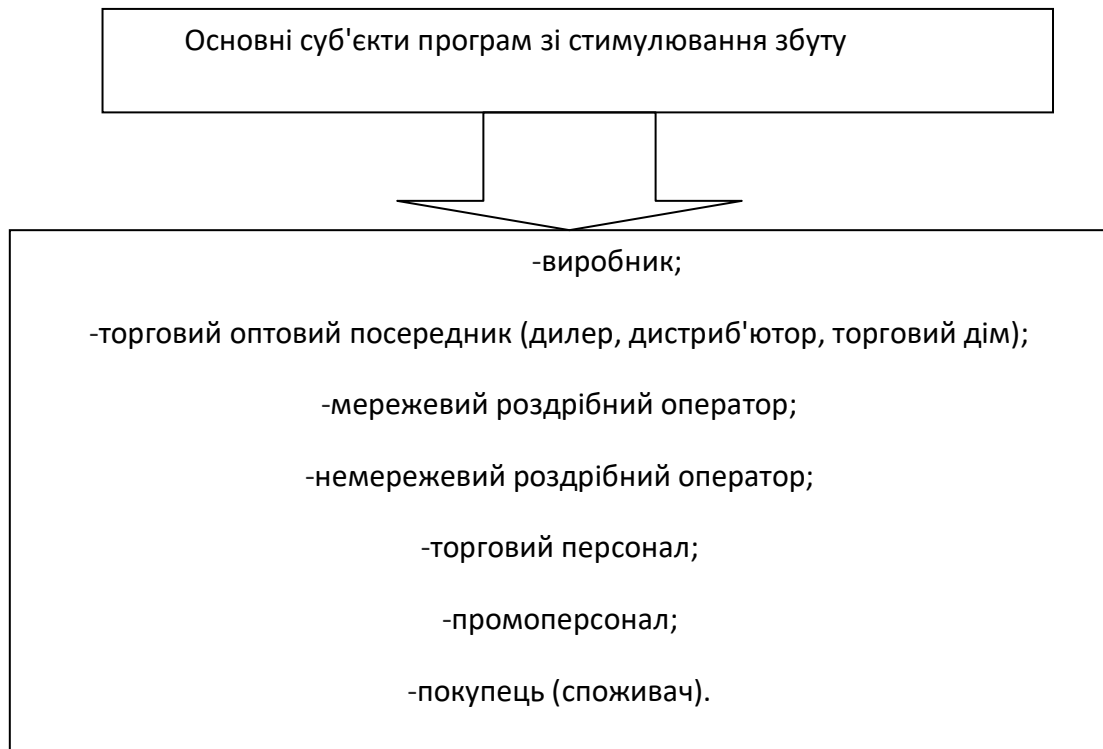 Основні суб'єкти програм зі стимулювання збуту
-виробник;
-торговий оптовий посередник (дилер, дистриб'ютор, торговий дім);
-мережевий роздрібний оператор;
-немережевий роздрібний оператор;
-торговий персонал;
-промоперсонал;
-покупець (споживач).